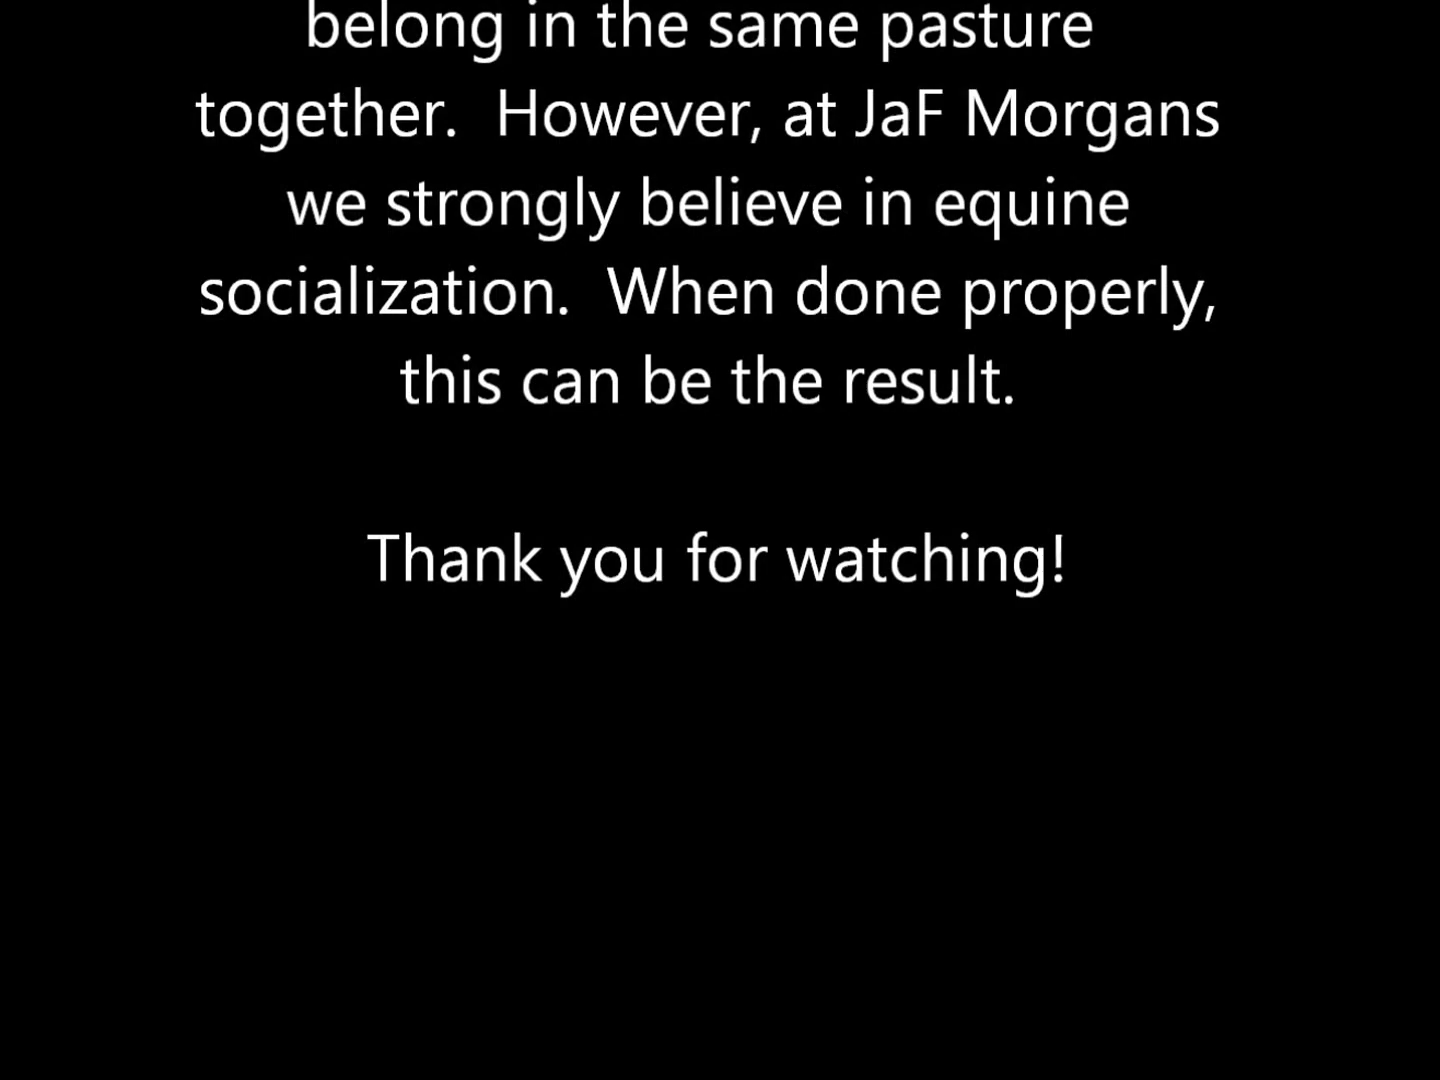 belong in the same pasture
together.  However, at JaF Morgans
we strongly believe in equine
socialization.  When done properly,
this can be the result.
Thank you for watching!